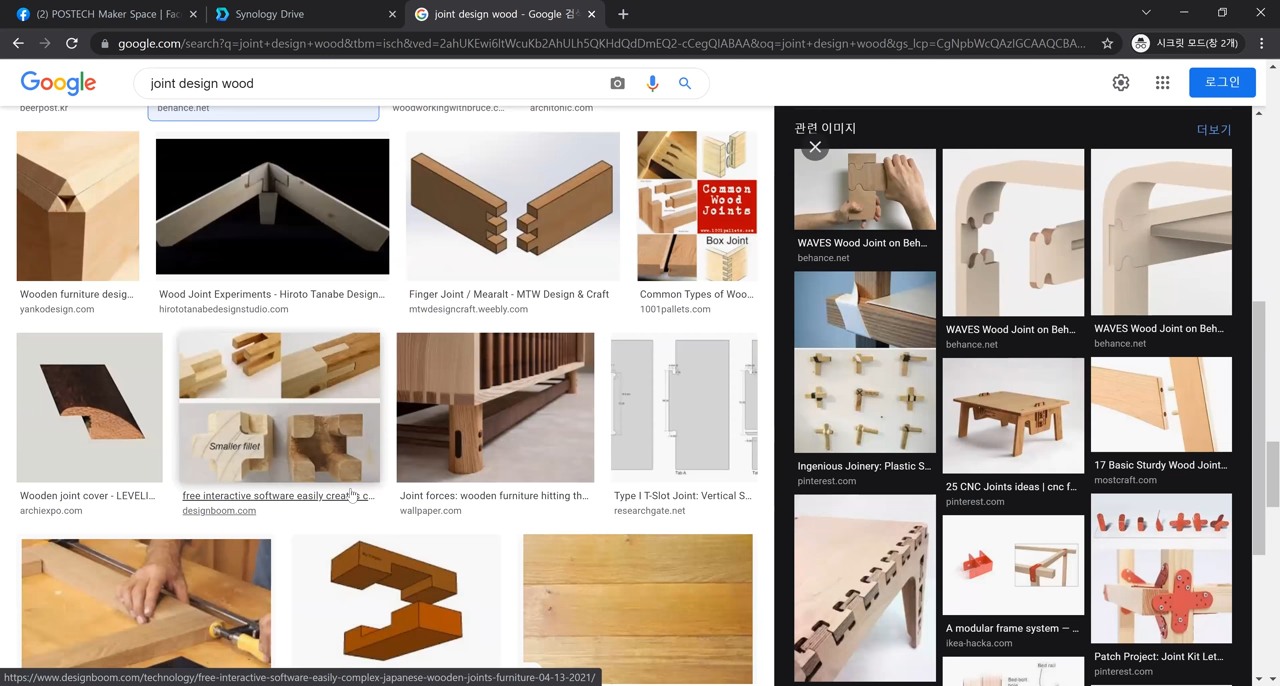 (2) POSTECH Maker Space | Fac
Synology Drive
joint design wood - Google 검색
google.com/search?q=joint+design+wood&tbm=isch&ved=2ahUKEwi6ltWcuKb2AhULh5QKHdQdDmEQ2-cCegQIABAA&oq=joint+design+wood&gs_lcp=CgNpbWcQAzIGCAAQCBA...
시크릿 모드(창 2개)
Google
joint design wood
로그인
beerpost.kr
behance.net
woodworkingwithbruce.c...
architonic.com
관련 이미지
더보기
Common
Wood
Joints
www.1001pallets.com
Box Joint
Wooden furniture desig...
yankodesign.com
Wood Joint Experiments - Hiroto Tanabe Design...
hirototanabedesignstudio.com
Finger Joint / Mearalt - MTW Design & Craft
mtwdesigncraft.weebly.com
Common Types of Woo...
1001pallets.com
Smaller fillet
Wooden joint cover - LEVELI...
archiexpo.com
free interactive software easily creates c...
designboom.com
Joint forces: wooden furniture hitting th...
wallpaper.com
Type I T-Slot Joint: Vertical S...
researchgate.net
WAVES Wood Joint on Beh...
behance.net
WAVES Wood Joint on Beh...
behance.net
WAVES Wood Joint on Beh...
behance.net
Ingenious Joinery: Plastic S...
pinterest.com
25 CNC Joints ideas | cnc f...
pinterest.com
17 Basic Sturdy Wood Joint...
mostcraft.com
A modular frame system — ...
ikea-hacka.com
Patch Project: Joint Kit Let...
pinterest.com
https://www.designboom.com/technology/free-interactive-software-easily-complex-japanese-wooden-joints-furniture-04-13-2021/